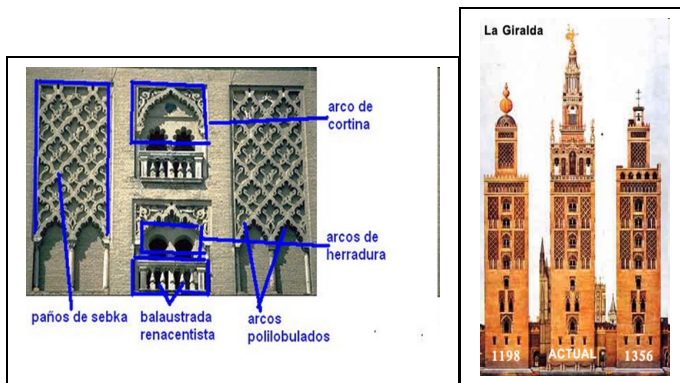 arco de
cortina
arcos de
herradura
paños de sebka
balaustrada
renacentista
arcos
polilobulados
La Giralda
1198
ACTUAL
1356